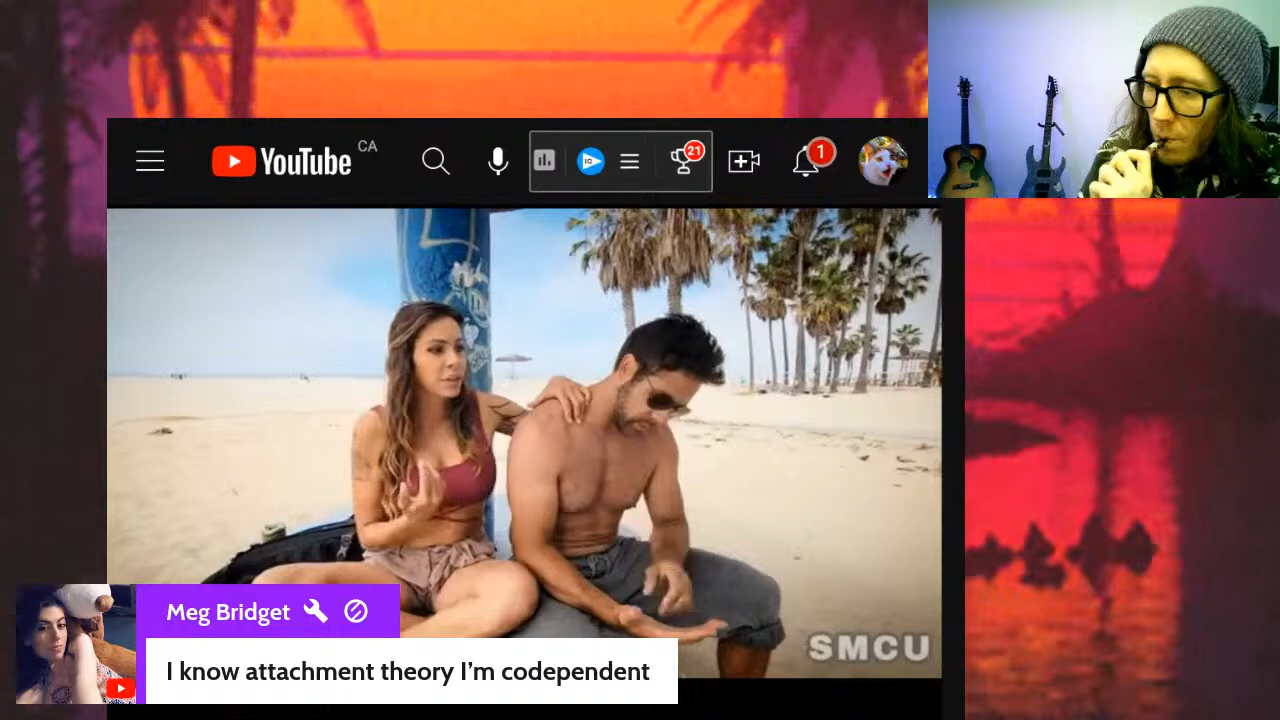 YouTube CA
21
1
SMCU
Meg Bridget
I know attachment theory I’m codependent